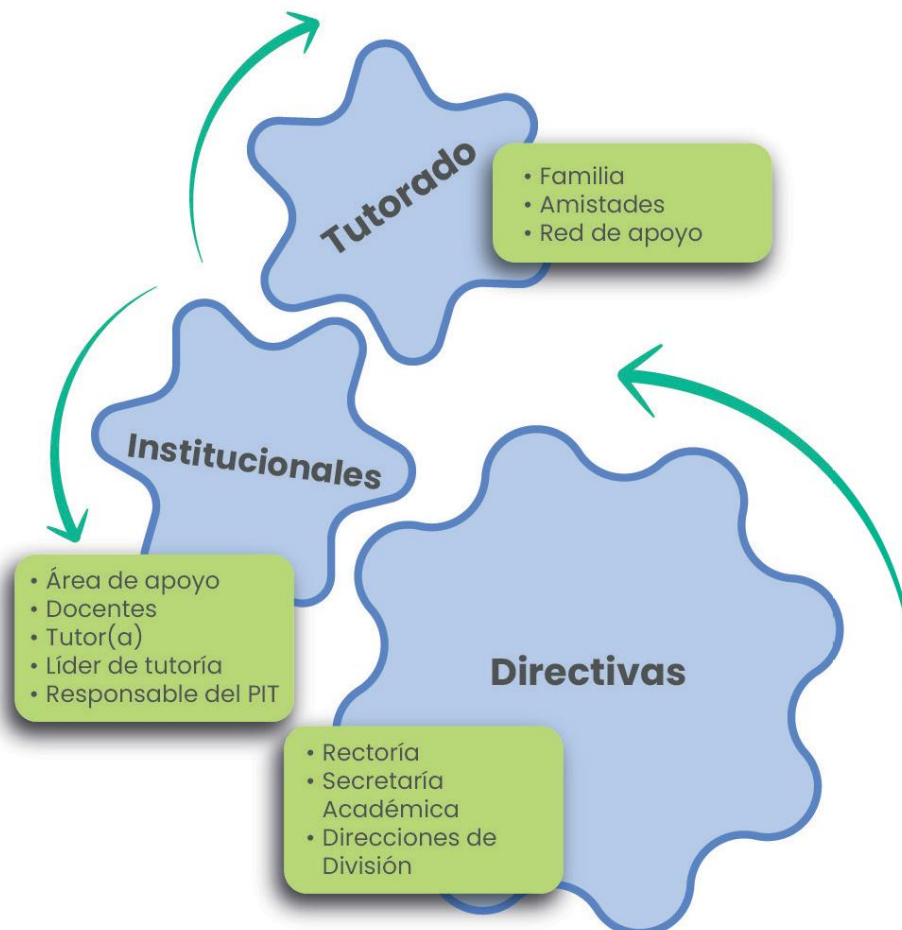 Tutorado
• Familia
• Amistades
• Red de apoyo
Institucionales
• Área de apoyo
• Docentes
• Tutor(a)
• Líder de tutoría
• Responsable del PIT
Directivas
• Rectoría
• Secretaría
Académica
• Direcciones de
División